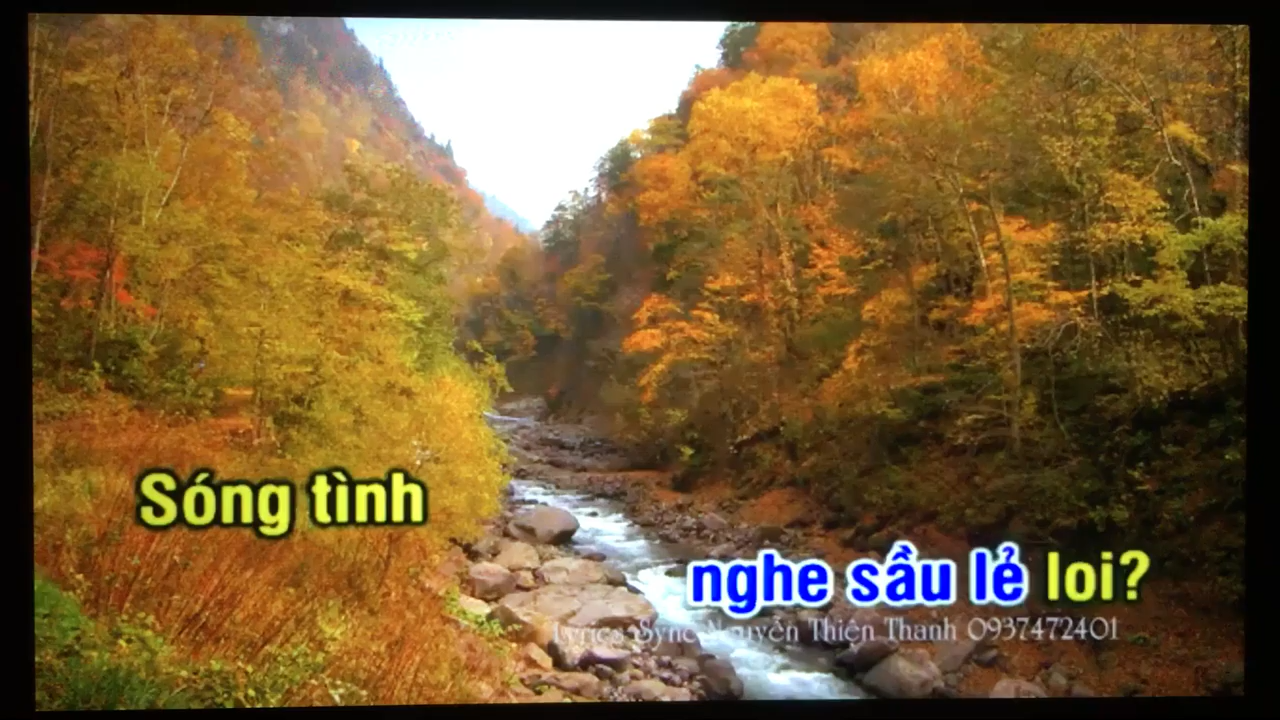 Sóng tình
nghe sầu lẻ loi?
Lyrics Sync Nguyễn Thiện Thanh 0937472401